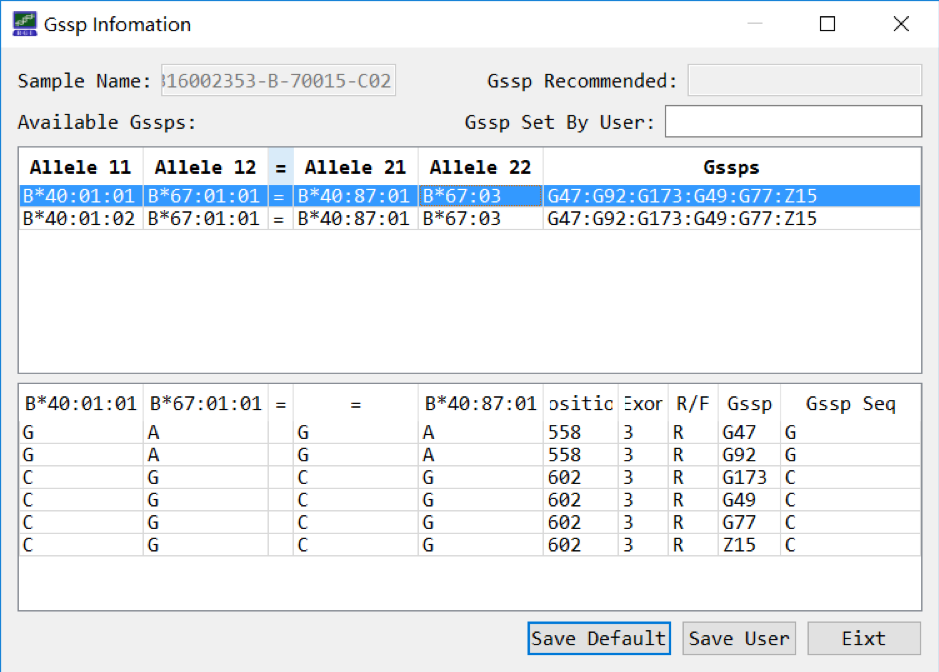 Gssp Infomation
Sample Name: 316002353-B-70015-C02 Gssp Recommended:
Available Gssps: Gssp Set By User:
Allele 11 Allele 12 = Allele 21 Allele 22 Gssps
B*40:01:01 B*67:01:01 = B*40:87:01 B*67:03 G47:G92:G173:G49:G77:Z15
B*40:01:02 B*67:01:01 = B*40:87:01 B*67:03 G47:G92:G173:G49:G77:Z15
B*40:01:01 B*67:01:01 = = B*40:87:01 ositio Exor R/F Gssp Gssp Seq
G A G A 558 3 R G47 G
G A G A 558 3 R G92 G
C G C G 602 3 R G173 C
C G C G 602 3 R G49 C
C G C G 602 3 R G77 C
C G C G 602 3 R Z15 C
Save Default Save User Eixt